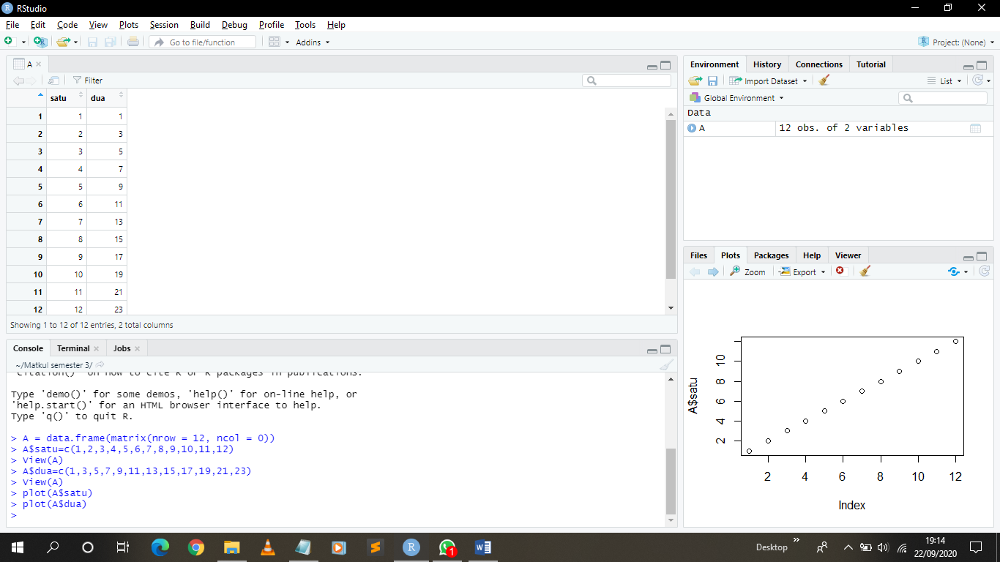 RStudio
File Edit Code View Plots Session Build Debug Profile Tools Help
Go to file/function Addins Project: (None)
A
Filter
satu dua
1 1 1
2 2 3
3 3 5
4 4 7
5 5 9
6 6 11
7 7 13
8 8 15
9 9 17
10 10 19
11 11 21
12 12 23
Showing 1 to 12 of 12 entries, 2 total columns
Console Terminal Jobs
~/Matkul semester 3/
'citation()' on how to cite R or R packages in publications.
Type 'demo()' for some demos, 'help()' for on-line help, or
'help.start()' for an HTML browser interface to help.
Type 'q()' to quit R.
> A = data.frame(matrix(nrow = 12, ncol = 0))
> A$satu=c(1,2,3,4,5,6,7,8,9,10,11,12)
> View(A)
> A$dua=c(1,3,5,7,9,11,13,15,17,19,21,23)
> View(A)
> plot(A$satu)
> plot(A$dua)
>
Environment History Connections Tutorial
Import Dataset List
Global Environment
Data
A 12 obs. of 2 variables
Files Plots Packages Help Viewer
Zoom Export
A$satu
10
8
6
4
2
2 4 6 8 10 12
Index
R
1
W
Desktop
19:14
22/09/2020